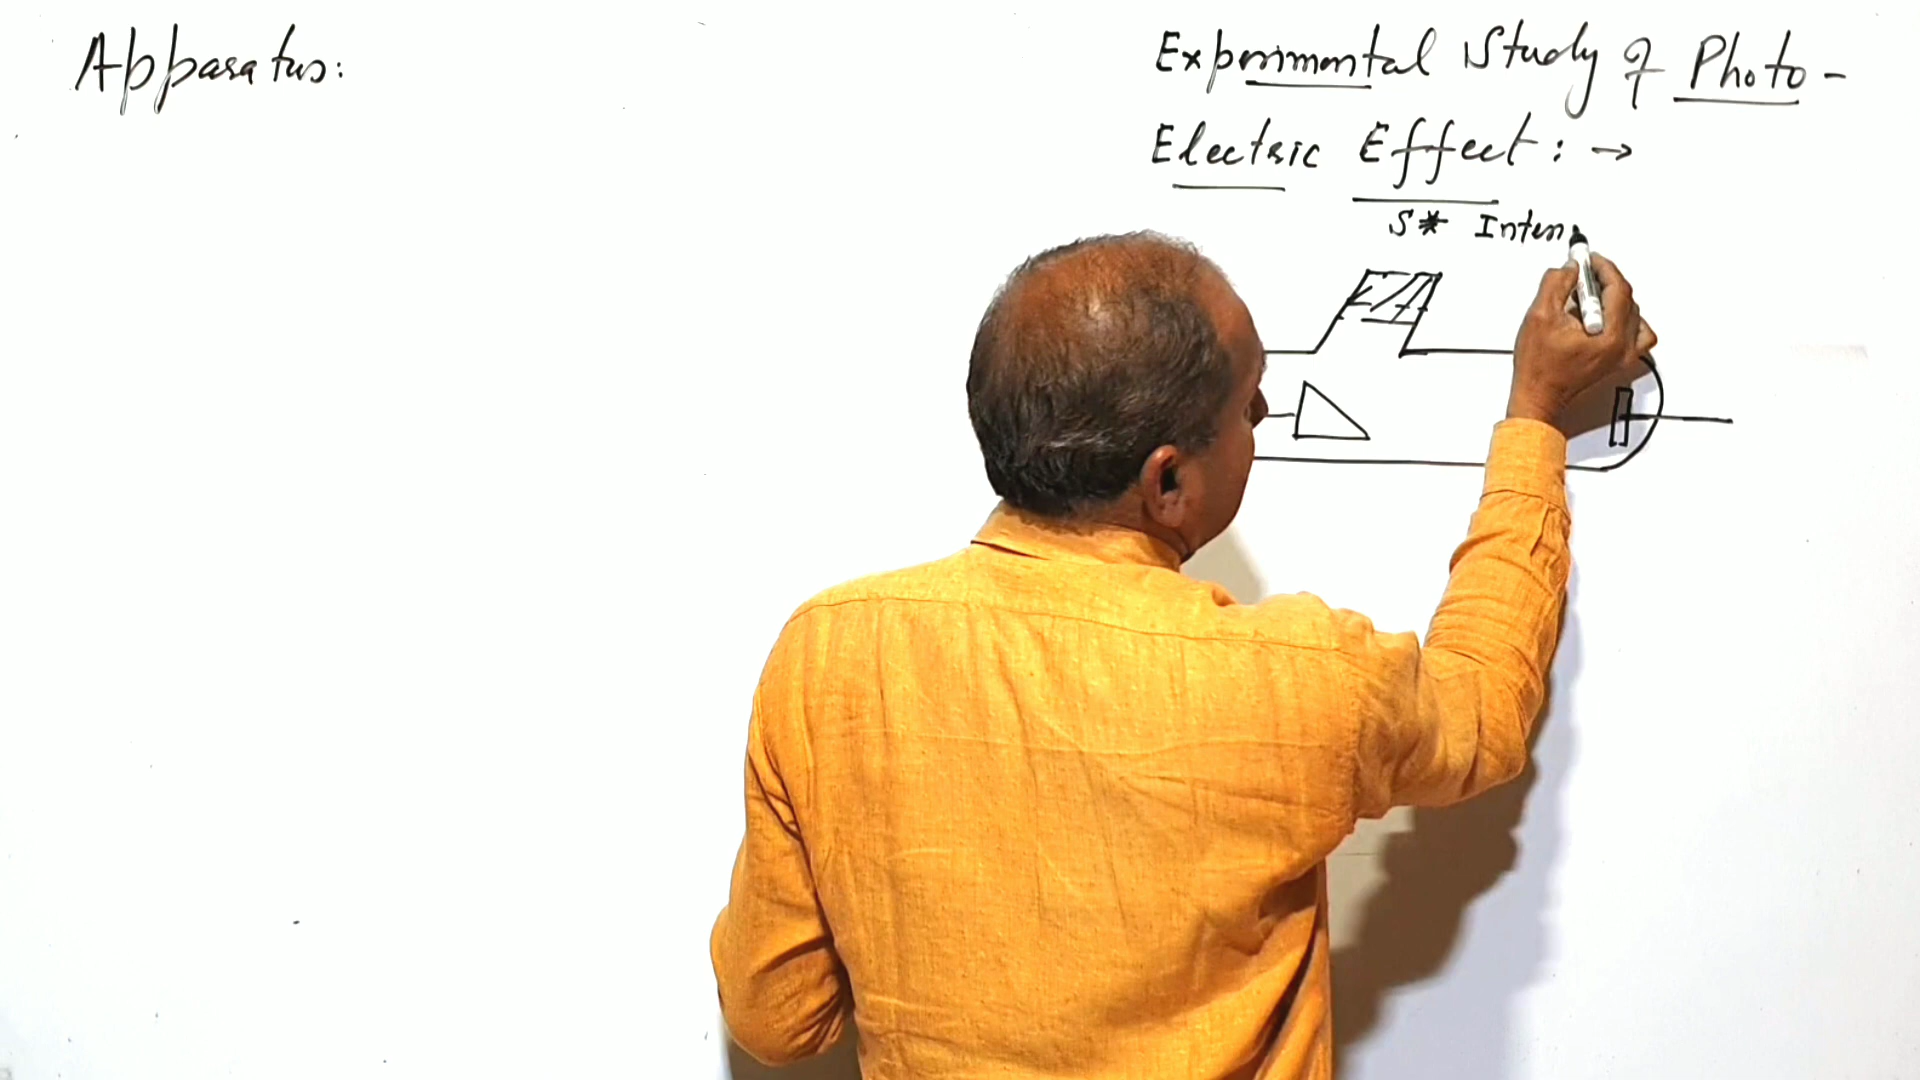 Apparatus:
Experimental Study of Photo-
Electric Effect: →
S* Inten